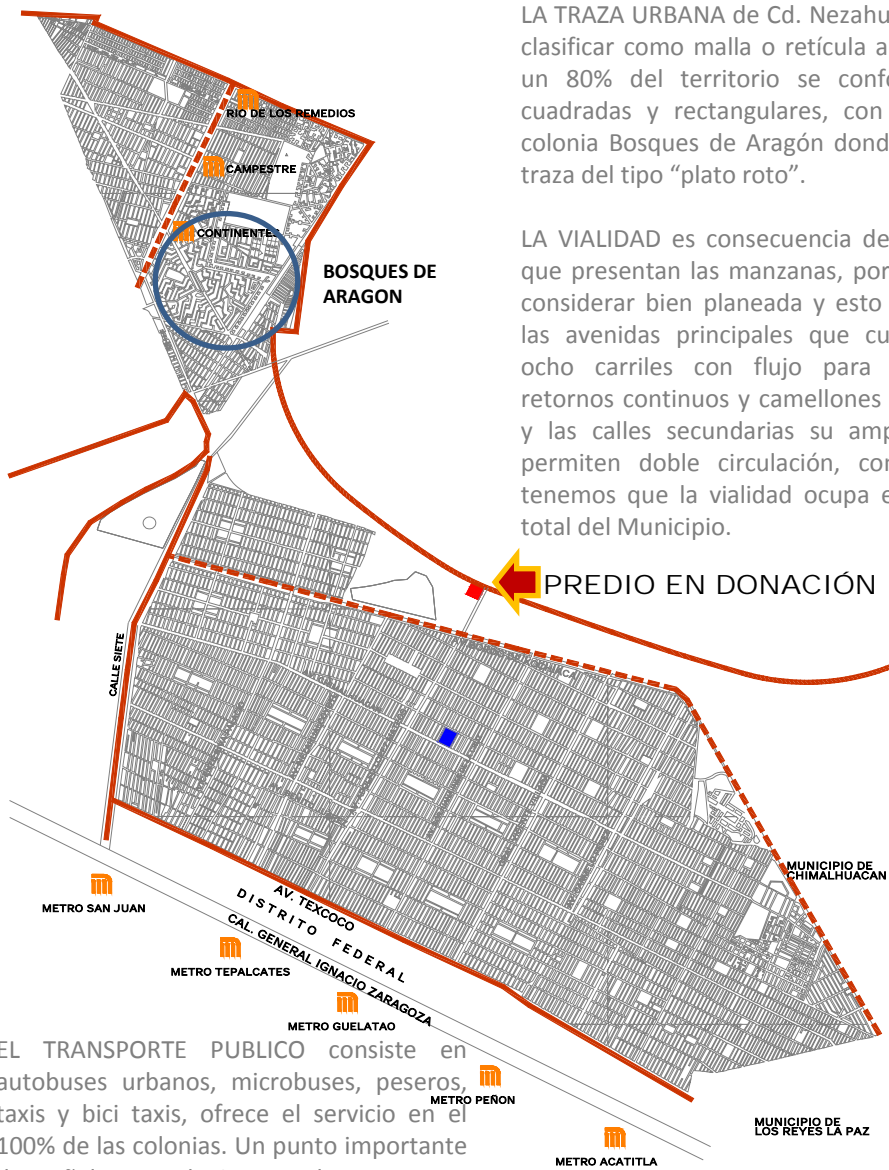 LA TRAZA URBANA de Cd. Nezahu
clasificar como malla o retícula a
un 80% del territorio se confo
cuadradas y rectangulares, con
colonia Bosques de Aragón dond
traza del tipo “plato roto”.
LA VIALIDAD es consecuencia de
que presentan las manzanas, por
considerar bien planeada y esto
las avenidas principales que cu
ocho carriles con flujo para
retornos continuos y camellones
y las calles secundarias su amp
permiten doble circulación, con
tenemos que la vialidad ocupa e
total del Municipio.
RIO DE LOS REMEDIOS
CAMPESTRE
CONTINENTES
BOSQUES DE
ARAGON
PREDIO EN DONACIÓN
CALLE SIETE
MUNICIPIO DE
CHIMALHUACAN
METRO SAN JUAN
AV. TEXCOCO
DISTRITO FEDERAL
CAL. GENERAL IGNACIO ZARAGOZA
METRO TEPALCATES
METRO GUELATAO
METRO PEÑON
METRO ACATITLA
MUNICIPIO DE
LOS REYES LA PAZ
EL TRANSPORTE PUBLICO consiste en
autobuses urbanos, microbuses, peseros,
taxis y bici taxis, ofrece el servicio en el
100% de las colonias. Un punto importante